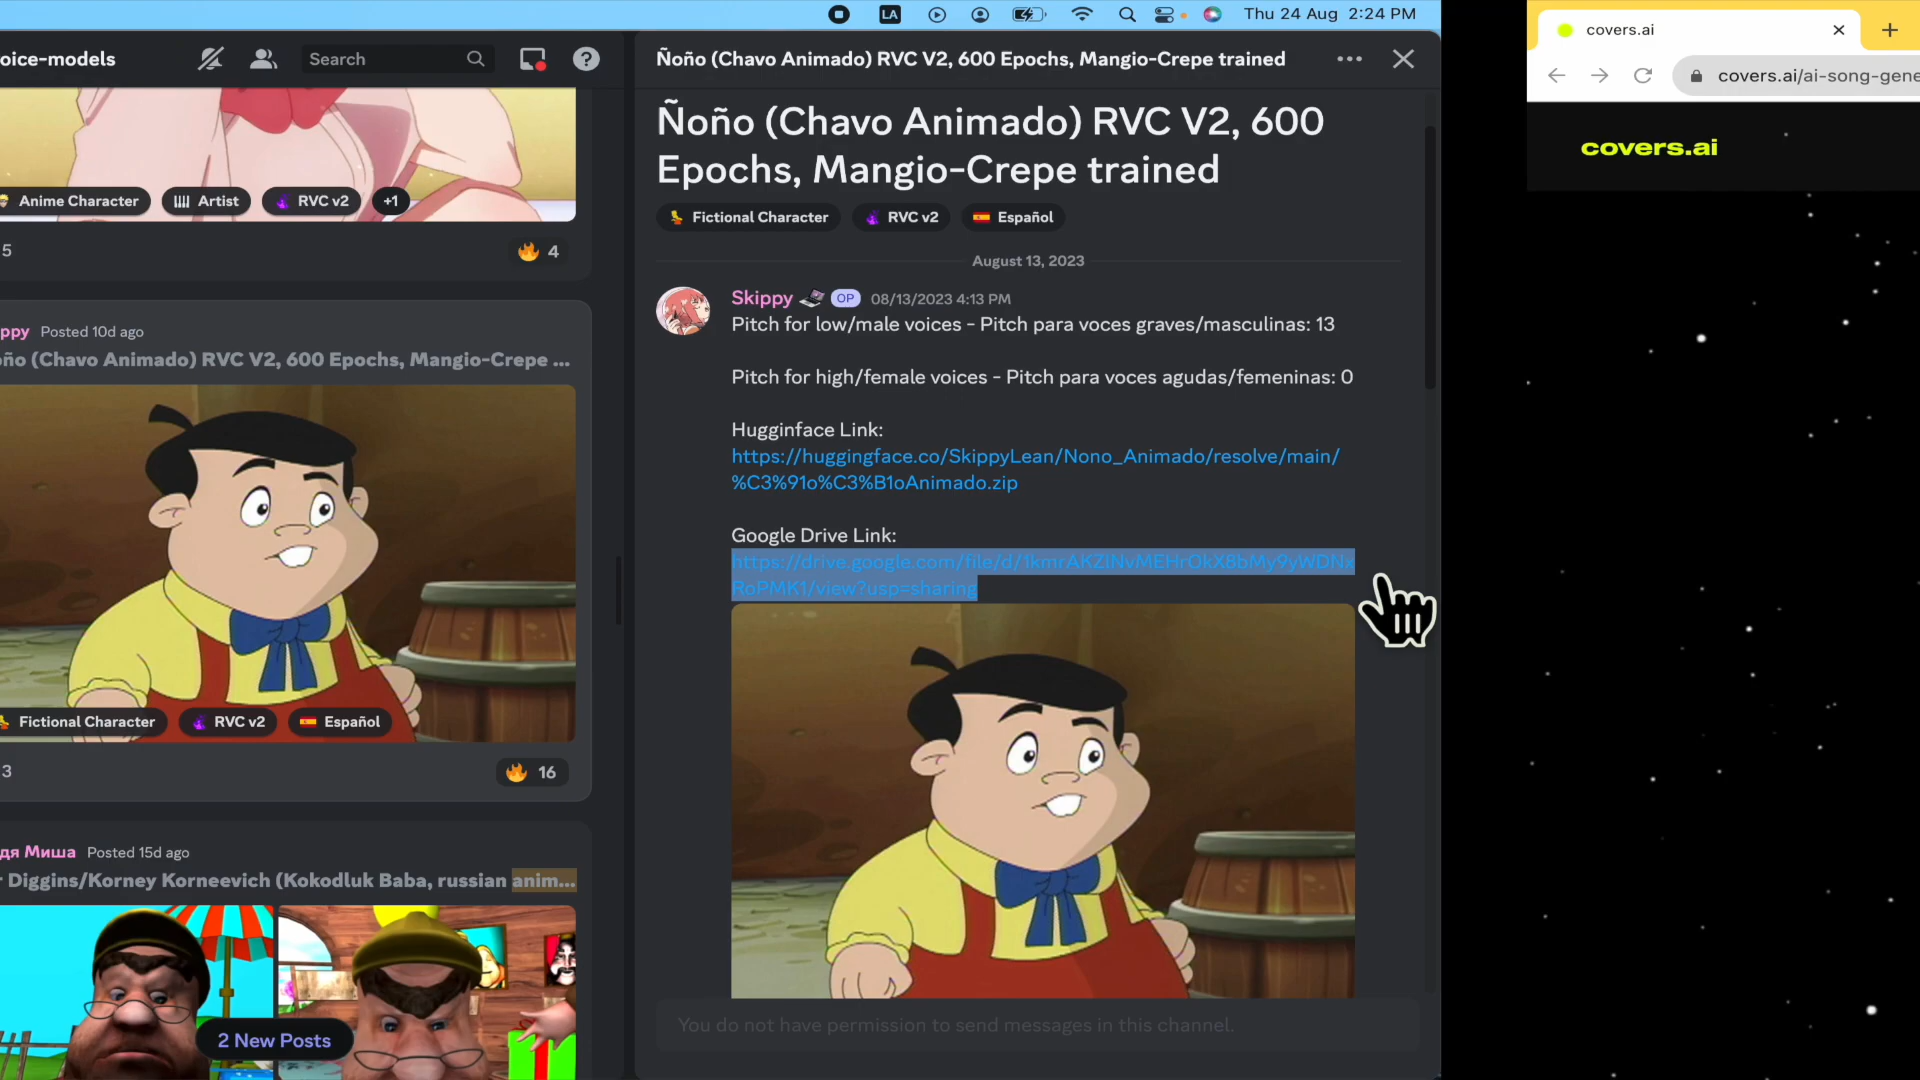 LA
Thu 24 Aug 2:24 PM
oice-models
Search
Anime Character
Artist
RVC v2
+1
5
4
ppy Posted 10d ago
oño (Chavo Animado) RVC V2, 600 Epochs, Mangio-Crepe ...
Fictional Character
RVC v2
Español
3
16
дя Миша Posted 15d ago
r Diggins/Korney Korneevich (Kokodluk Baba, russian anim...
2 New Posts
Ñoño (Chavo Animado) RVC V2, 600 Epochs, Mangio-Crepe trained
Ñoño (Chavo Animado) RVC V2, 600
Epochs, Mangio-Crepe trained
Fictional Character
RVC v2
Español
August 13, 2023
Skippy OP 08/13/2023 4:13 PM
Pitch for low/male voices - Pitch para voces graves/masculinas: 13
Pitch for high/female voices - Pitch para voces agudas/femeninas: 0
Hugginface Link:
https://huggingface.co/SkippyLean/Nono_Animado/resolve/main/
%C3%91o%C3%B1oAnimado.zip
Google Drive Link:
RoPMK1/view?usp=sharing
You do not have permission to send messages in this channel.
covers.ai
covers.ai/ai-song-gene
covers.ai